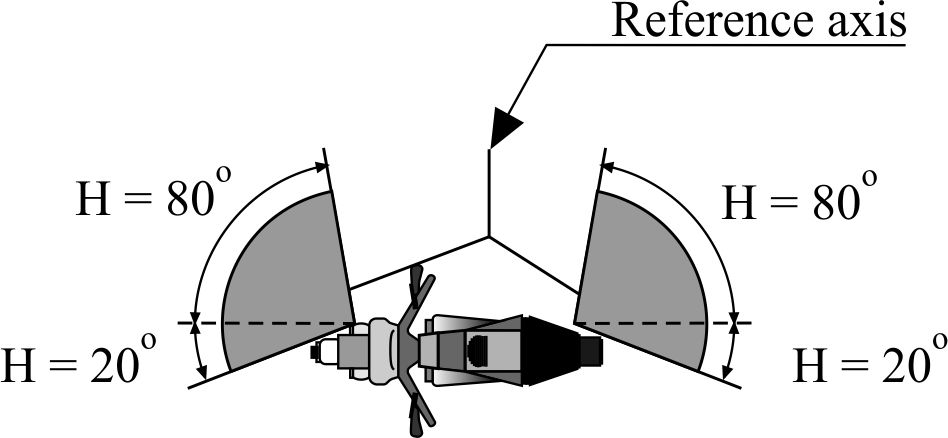 Reference axis
H = 80°
H = 80°
H = 20°
H = 20°